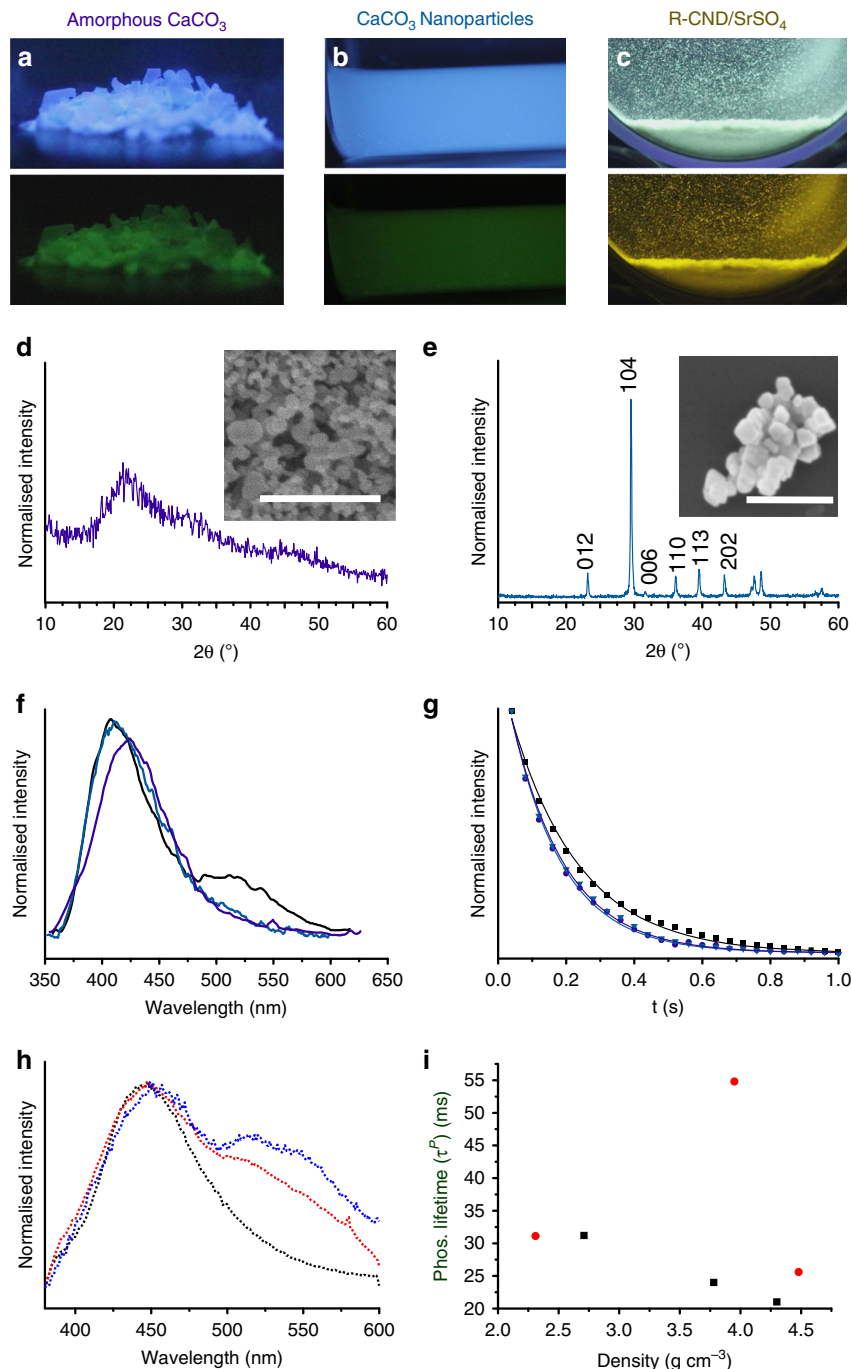 Amorphous CaCO₃
CaCO₃ Nanoparticles
R-CND/SrSO₄
a
b
c
d
Normalised intensity
10 20 30 40 50 60
2θ (°)
e
Normalised intensity
012
104
006
110
113
202
10 20 30 40 50 60
2θ (°)
f
Normalised intensity
350 400 450 500 550 600 650
Wavelength (nm)
g
Normalised intensity
0.0 0.2 0.4 0.6 0.8 1.0
t (s)
h
Normalised intensity
400 450 500 550 600
Wavelength (nm)
i
Phos. lifetime (τᴾ) (ms)
55
50
45
40
35
30
25
20
2.0 2.5 3.0 3.5 4.0 4.5
Density (g cm⁻³)